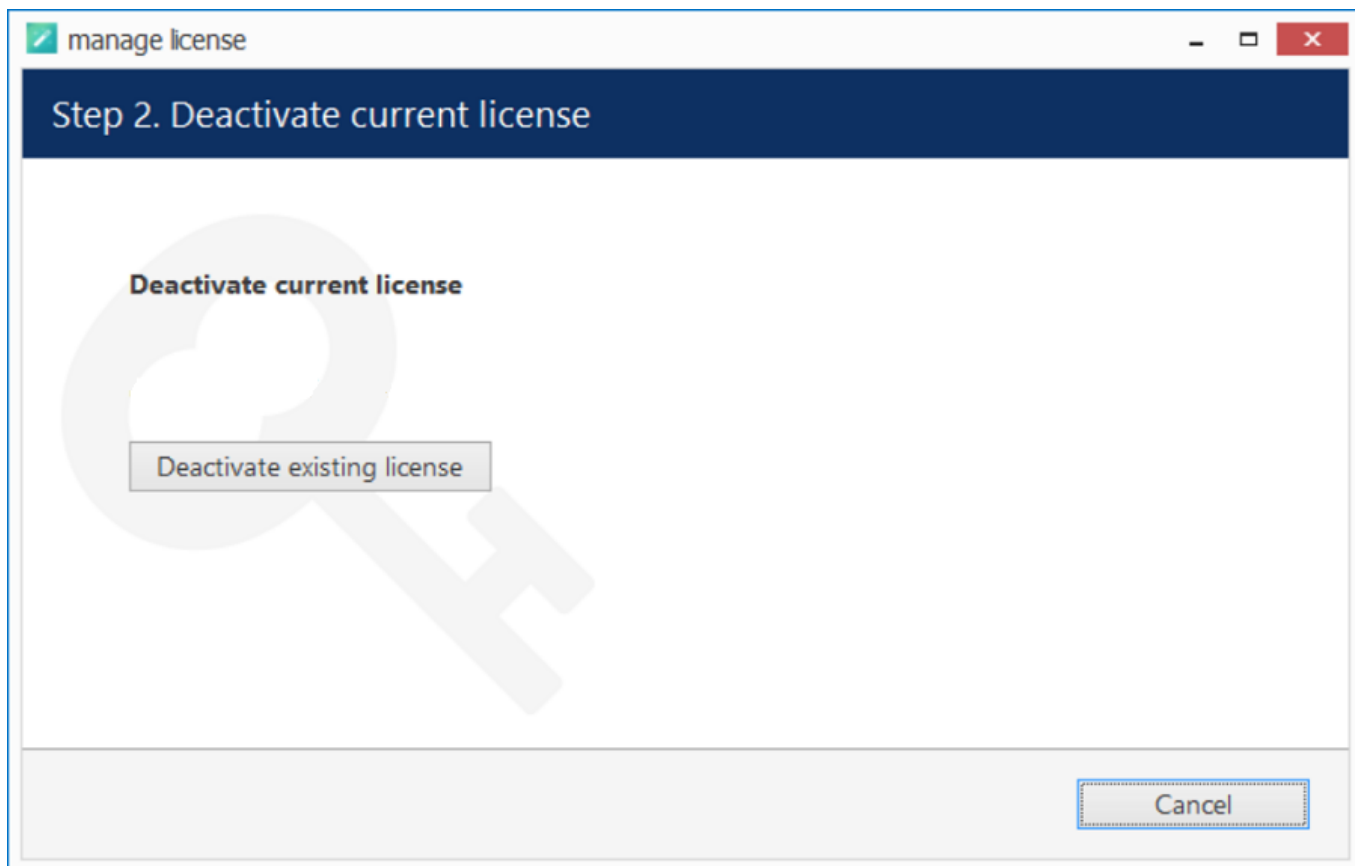 manage license
Step 2. Deactivate current license
Deactivate current license
Deactivate existing license
Cancel